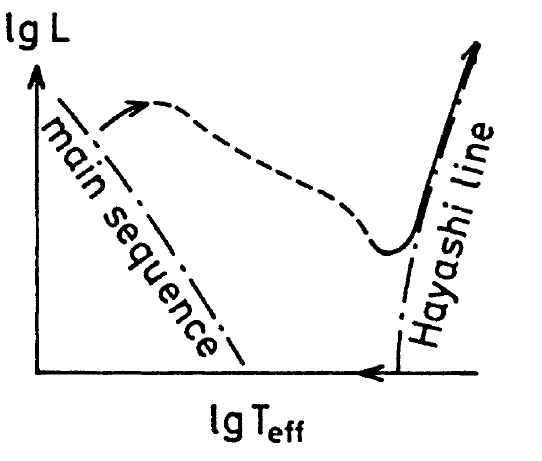 lg L
main sequence
Hayashi line
lg Teff